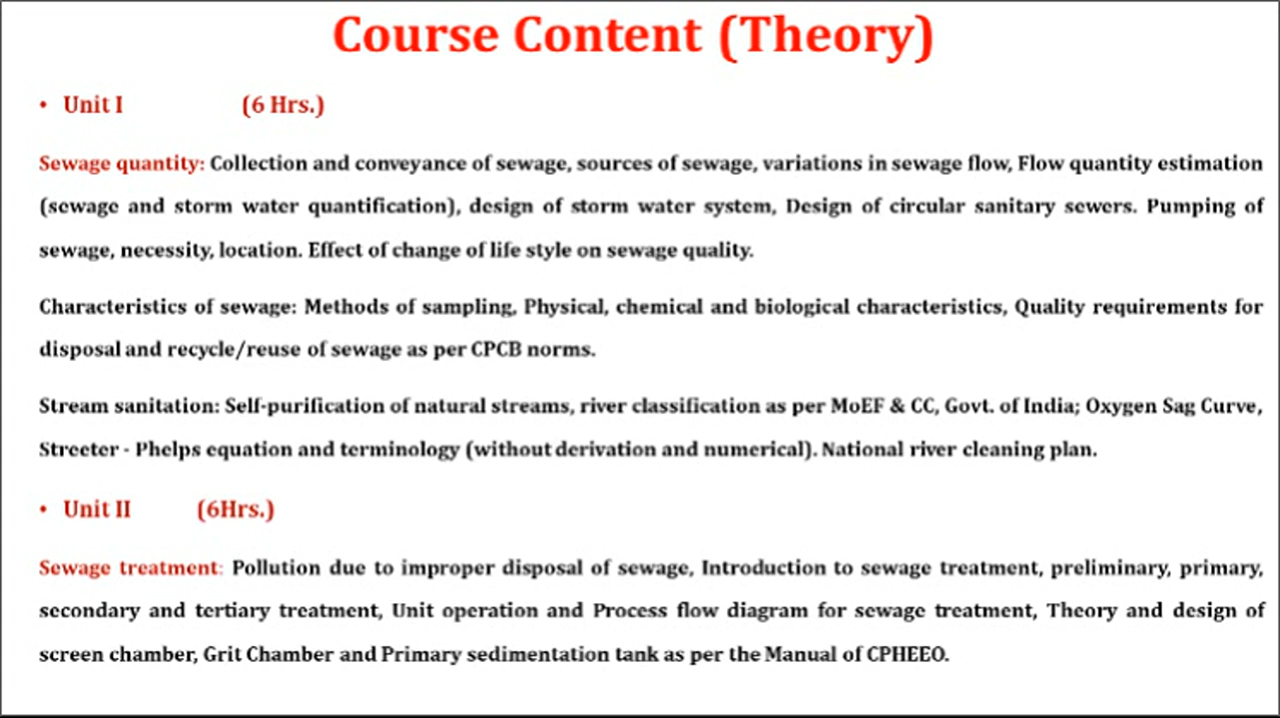 Course Content (Theory)
• Unit I (6 Hrs.)
Sewage quantity: Collection and conveyance of sewage, sources of sewage, variations in sewage flow, Flow quantity estimation
(sewage and storm water quantification), design of storm water system, Design of circular sanitary sewers. Pumping of
sewage, necessity, location. Effect of change of life style on sewage quality.
Characteristics of sewage: Methods of sampling, Physical, chemical and biological characteristics, Quality requirements for
disposal and recycle/reuse of sewage as per CPCB norms.
Stream sanitation: Self-purification of natural streams, river classification as per MoEF & CC, Govt. of India; Oxygen Sag Curve,
Streeter - Phelps equation and terminology (without derivation and numerical). National river cleaning plan.
• Unit II (6Hrs.)
Sewage treatment: Pollution due to improper disposal of sewage, Introduction to sewage treatment, preliminary, primary,
secondary and tertiary treatment, Unit operation and Process flow diagram for sewage treatment, Theory and design of
screen chamber, Grit Chamber and Primary sedimentation tank as per the Manual of CPHEEO.